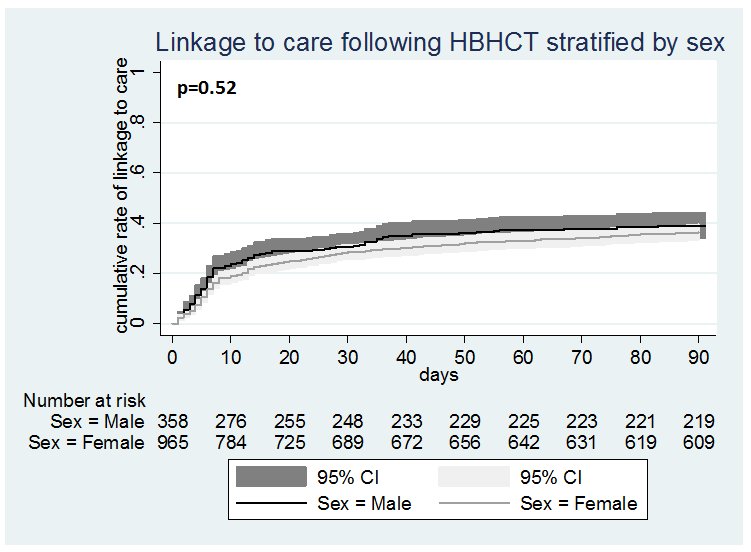 Linkage to care following HBHCT stratified by sex
p=0.52
cumulative rate of linkage to care
1
.8
.6
.4
.2
0
0 10 20 30 40 50 60 70 80 90
days
Number at risk
Sex = Male 358 276 255 248 233 229 225 223 221 219
Sex = Female 965 784 725 689 672 656 642 631 619 609
95% CI 95% CI
Sex = Male Sex = Female